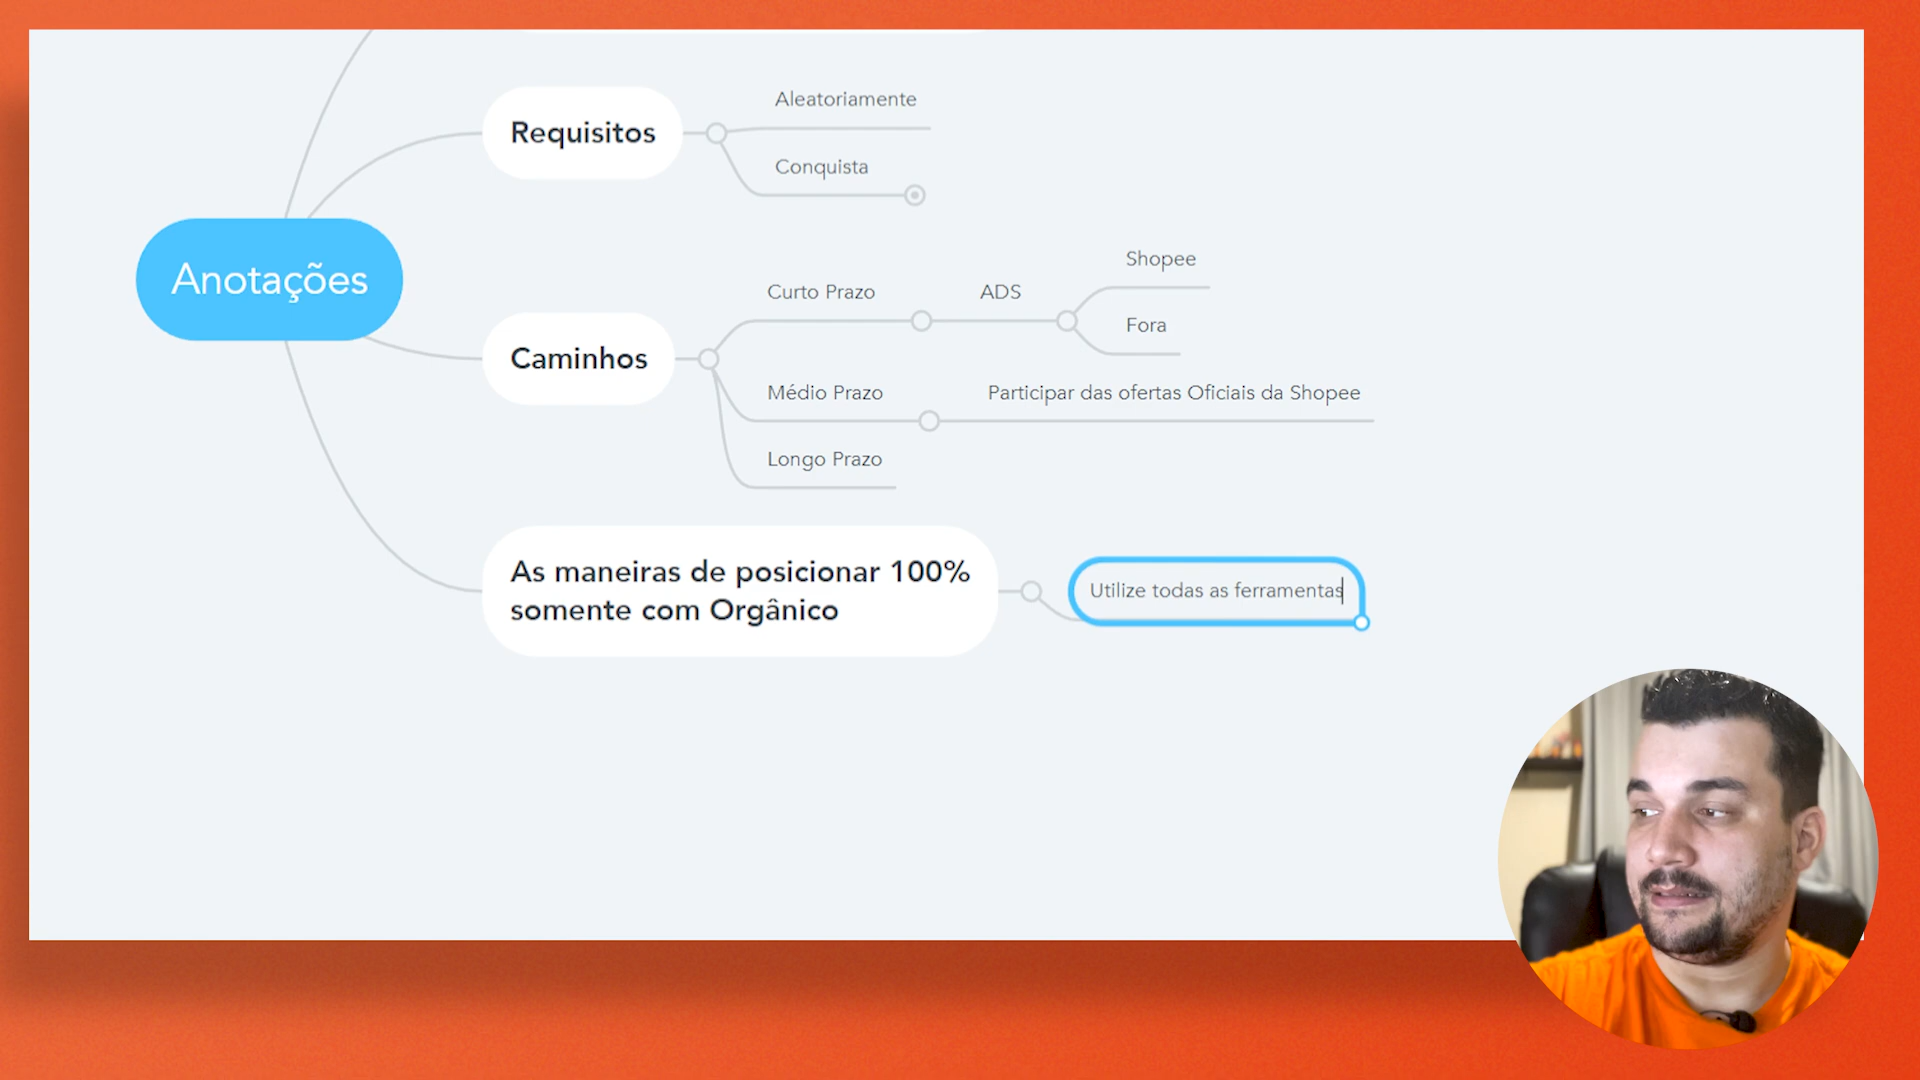 Anotações
Requisitos
Aleatoriamente
Conquista
Caminhos
Curto Prazo
ADS
Shopee
Fora
Médio Prazo
Participar das ofertas Oficiais da Shopee
Longo Prazo
As maneiras de posicionar 100%
somente com Orgânico
Utilize todas as ferramentas